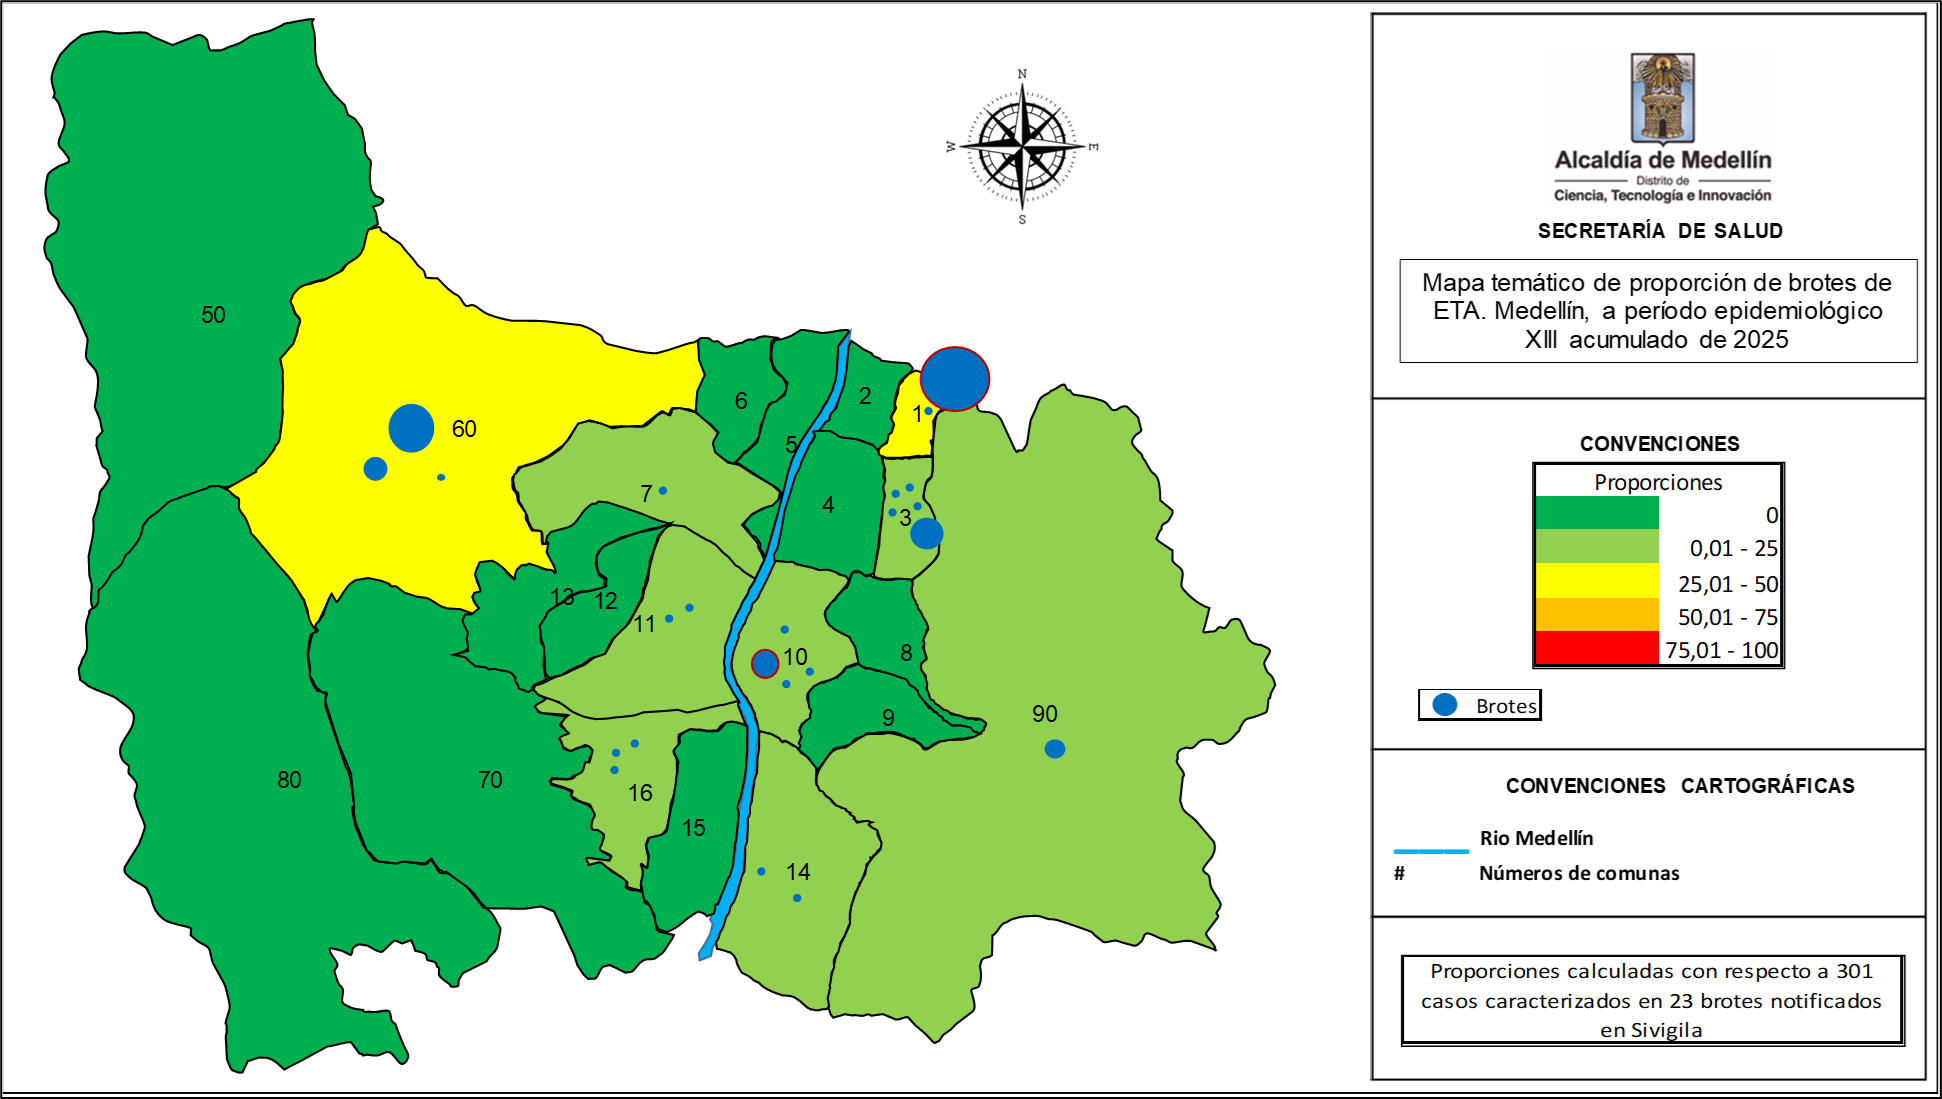 N
W
E
S
50
60
6
5
2
1
7
4
3
13
12
11
10
8
9
90
80
70
16
15
14
Alcaldía de Medellín
Distrito de
Ciencia, Tecnología e Innovación
SECRETARÍA DE SALUD
Mapa temático de proporción de brotes de
ETA. Medellín, a período epidemiológico
XIII acumulado de 2025
CONVENCIONES
Proporciones
0
0,01 - 25
25,01 - 50
50,01 - 75
75,01 - 100
Brotes
CONVENCIONES CARTOGRÁFICAS
Rio Medellín
# Números de comunas
Proporciones calculadas con respecto a 301
casos caracterizados en 23 brotes notificados
en Sivigila